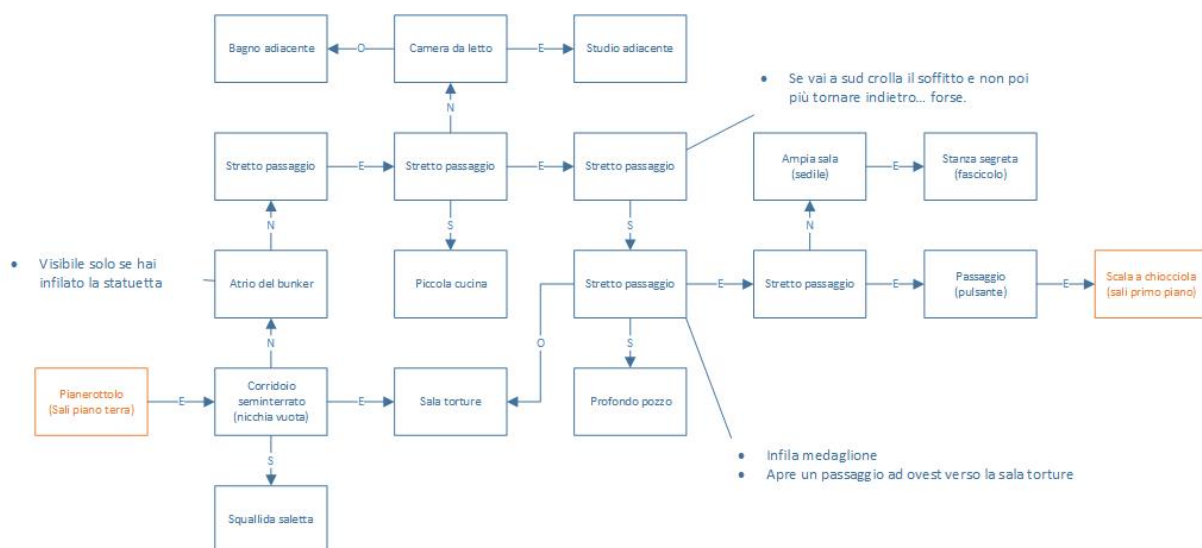 Bagno adiacente
O
Camera da letto
E
Studio adiacente
N
• Se vai a sud crolla il soffitto e non poi
più tornare indietro... forse.
Stretto passaggio
E
Stretto passaggio
E
Stretto passaggio
Ampia sala
(sedile)
E
Stanza segreta
(fascicolo)
N
S
S
N
• Visibile solo se hai
infilato la statuetta
Atrio del bunker
Piccola cucina
Stretto passaggio
E
Stretto passaggio
E
Passaggio
(pulsante)
E
Scala a chiocciola
(sali primo piano)
N
O
S
Pianerottolo
(Sali piano terra)
E
Corridoio
seminterrato
(nicchia vuota)
E
Sala torture
Profondo pozzo
S
• Infila medaglione
• Apre un passaggio ad ovest verso la sala torture
Squallida saletta